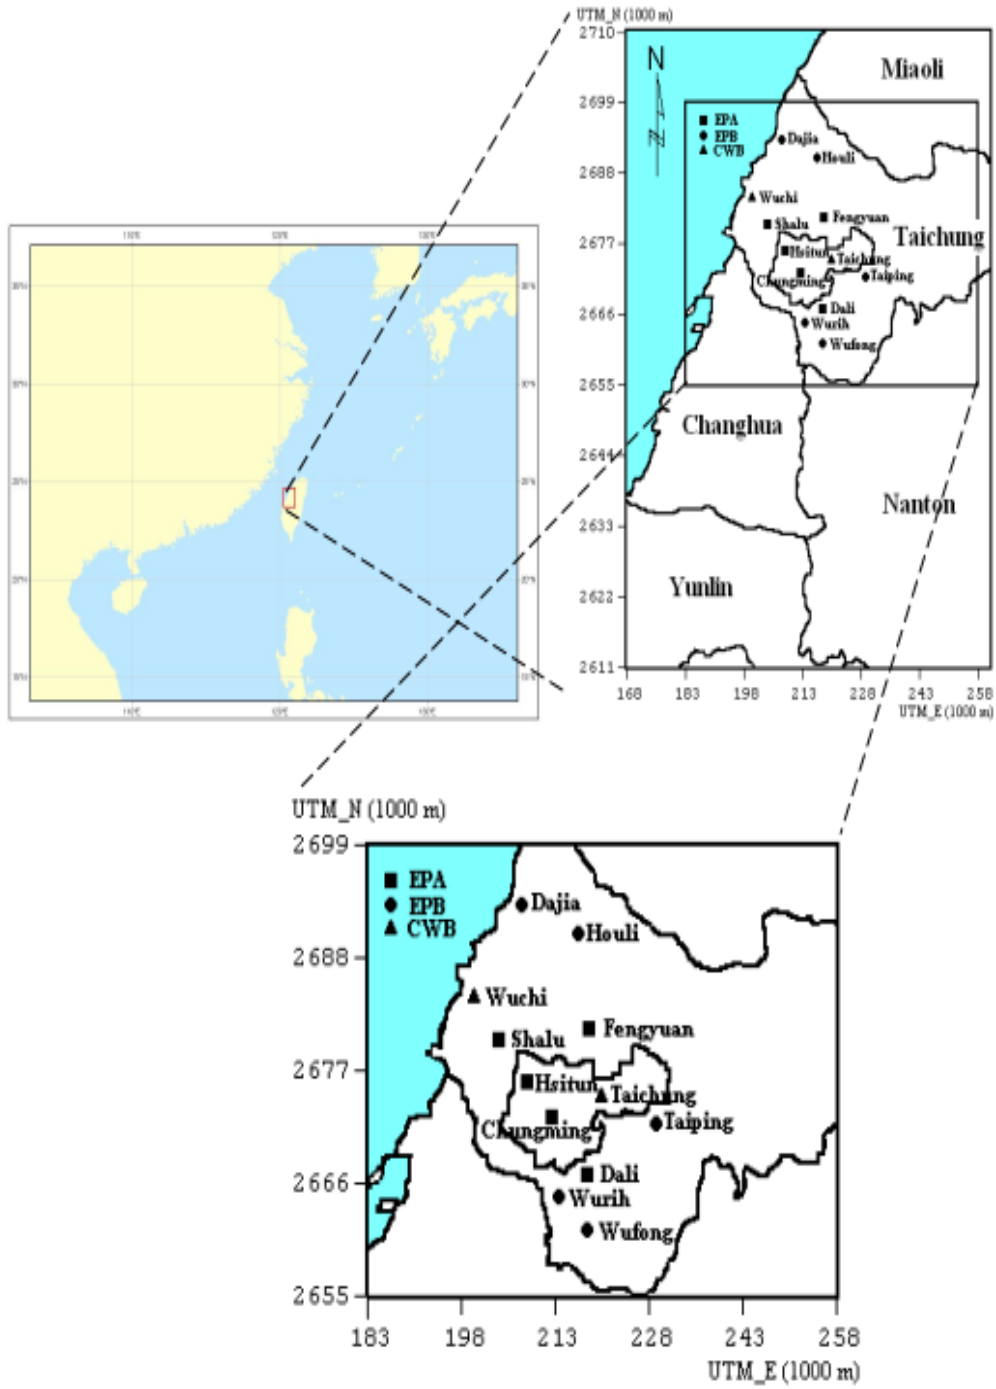 UTM_N (1000 m)
2710
2699
2688
2677
2666
2655
2644
2633
2622
2611
168
183
198
213
228
243
258
UTM_E (1000 m)
N
EPA
EPB
CWB
Miaoli
Dajia
Houli
Wuchi
Fengyuan
Shalu
Taichung
Hsitun
Taichung
Chungming
Taiping
Dali
Wurih
Wufong
Changhua
Nanton
Yunlin
UTM_N (1000 m)
2699
2688
2677
2666
2655
EPA
EPB
CWB
Dajia
Houli
Wuchi
Fengyuan
Shalu
Hsitun
Taichung
Chungming
Taiping
Dali
Wurih
Wufong
183
198
213
228
243
258
UTM_E (1000 m)